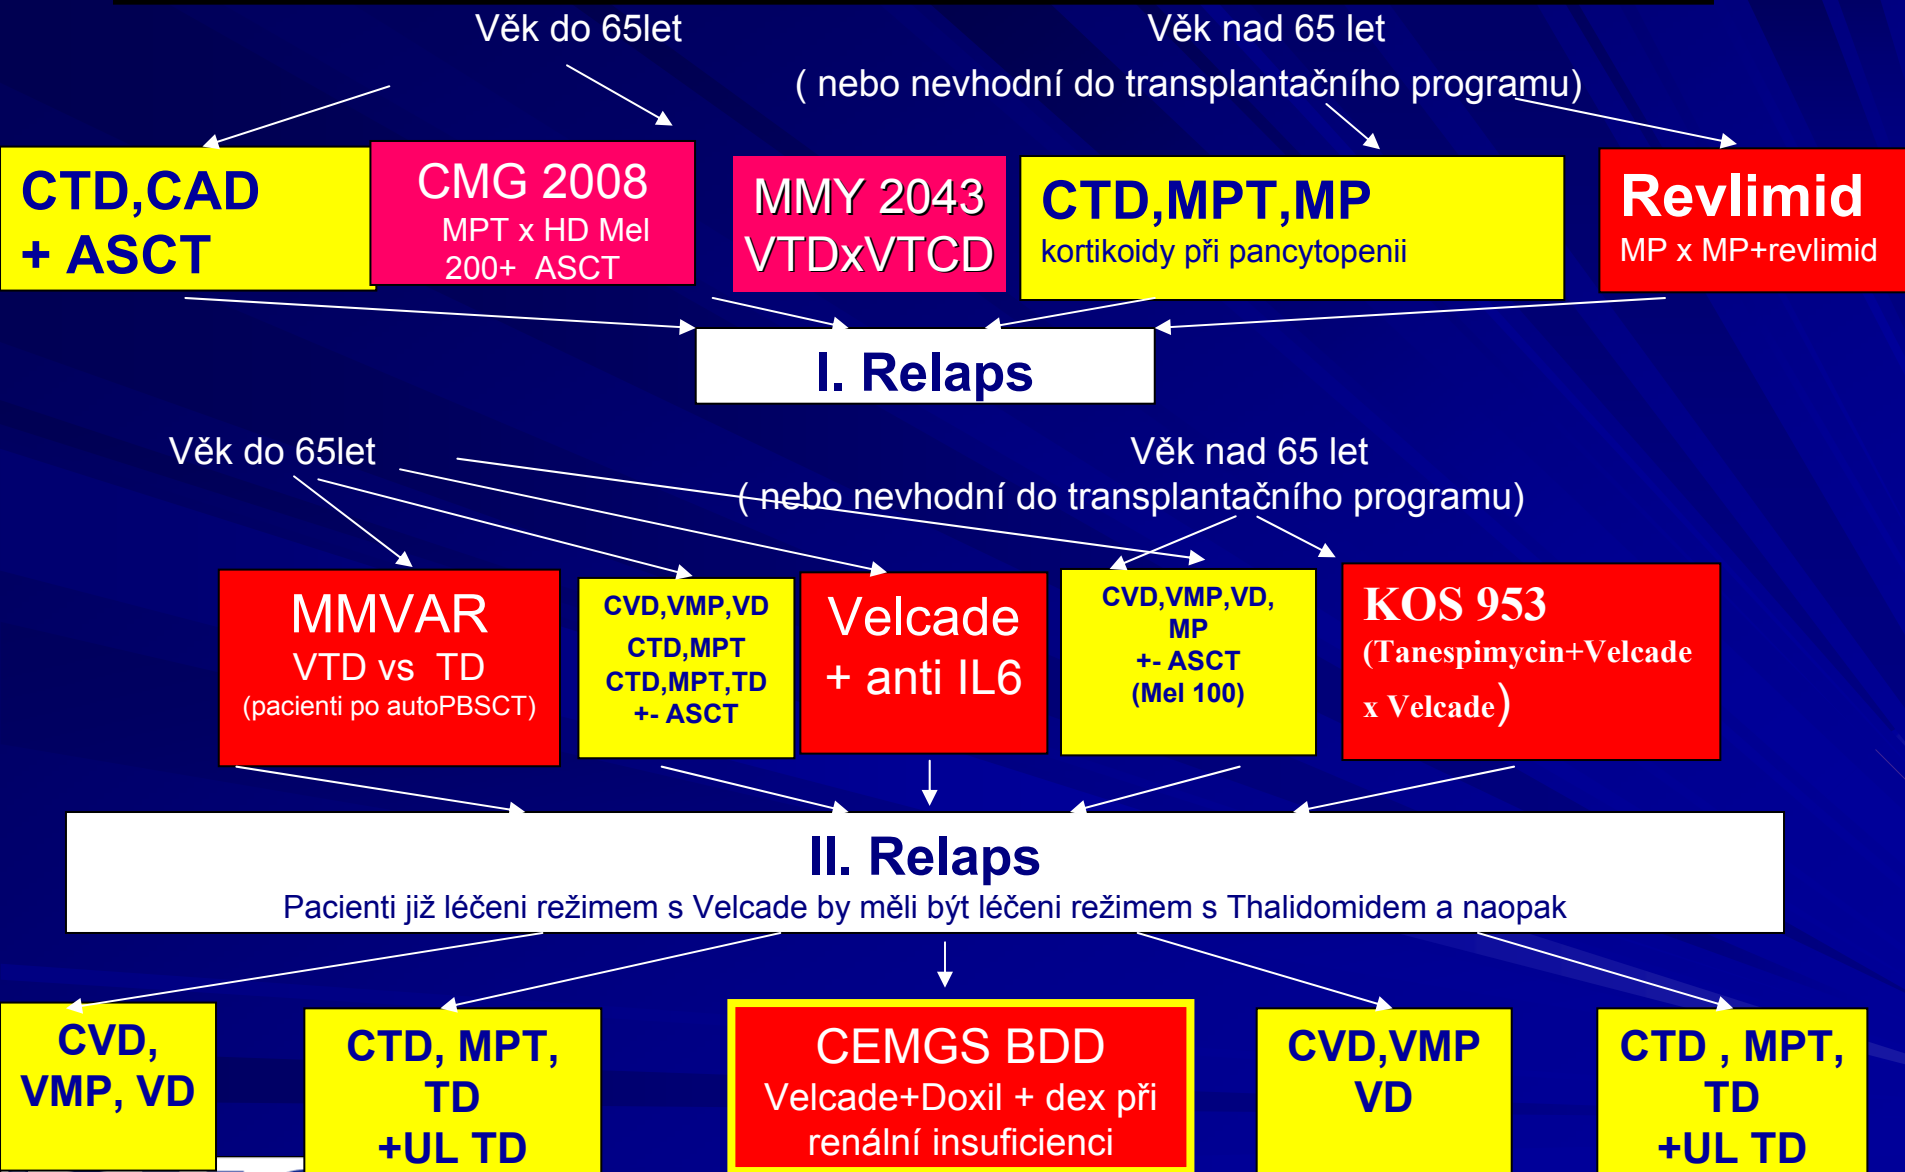 Věk do 65let
Věk nad 65 let
( nebo nevhodní do transplantačního programu)
CTD,CAD
+ ASCT
CMG 2008
MPT x HD Mel
200+ ASCT
MMY 2043
VTDxVTCD
CTD,MPT,MP
kortikoidy při pancytopenii
Revlimid
MP x MP+revlimid
I. Relaps
Věk do 65let
Věk nad 65 let
( nebo nevhodní do transplantačního programu)
MMVAR
VTD vs TD
(pacienti po autoPBSCT)
CVD,VMP,VD
CTD,MPT
CTD,MPT,TD
+- ASCT
Velcade
+ anti IL6
CVD,VMP,VD,
MP
+- ASCT
(Mel 100)
KOS 953
(Tanespimycin+Velcade
x Velcade)
II. Relaps
Pacienti již léčeni režimem s Velcade by měli být léčeni režimem s Thalidomidem a naopak
CVD,
VMP, VD
CTD, MPT,
TD
+UL TD
CEMGS BDD
Velcade+Doxil + dex při
renální insuficienci
CVD,VMP
VD
CTD , MPT,
TD
+UL TD